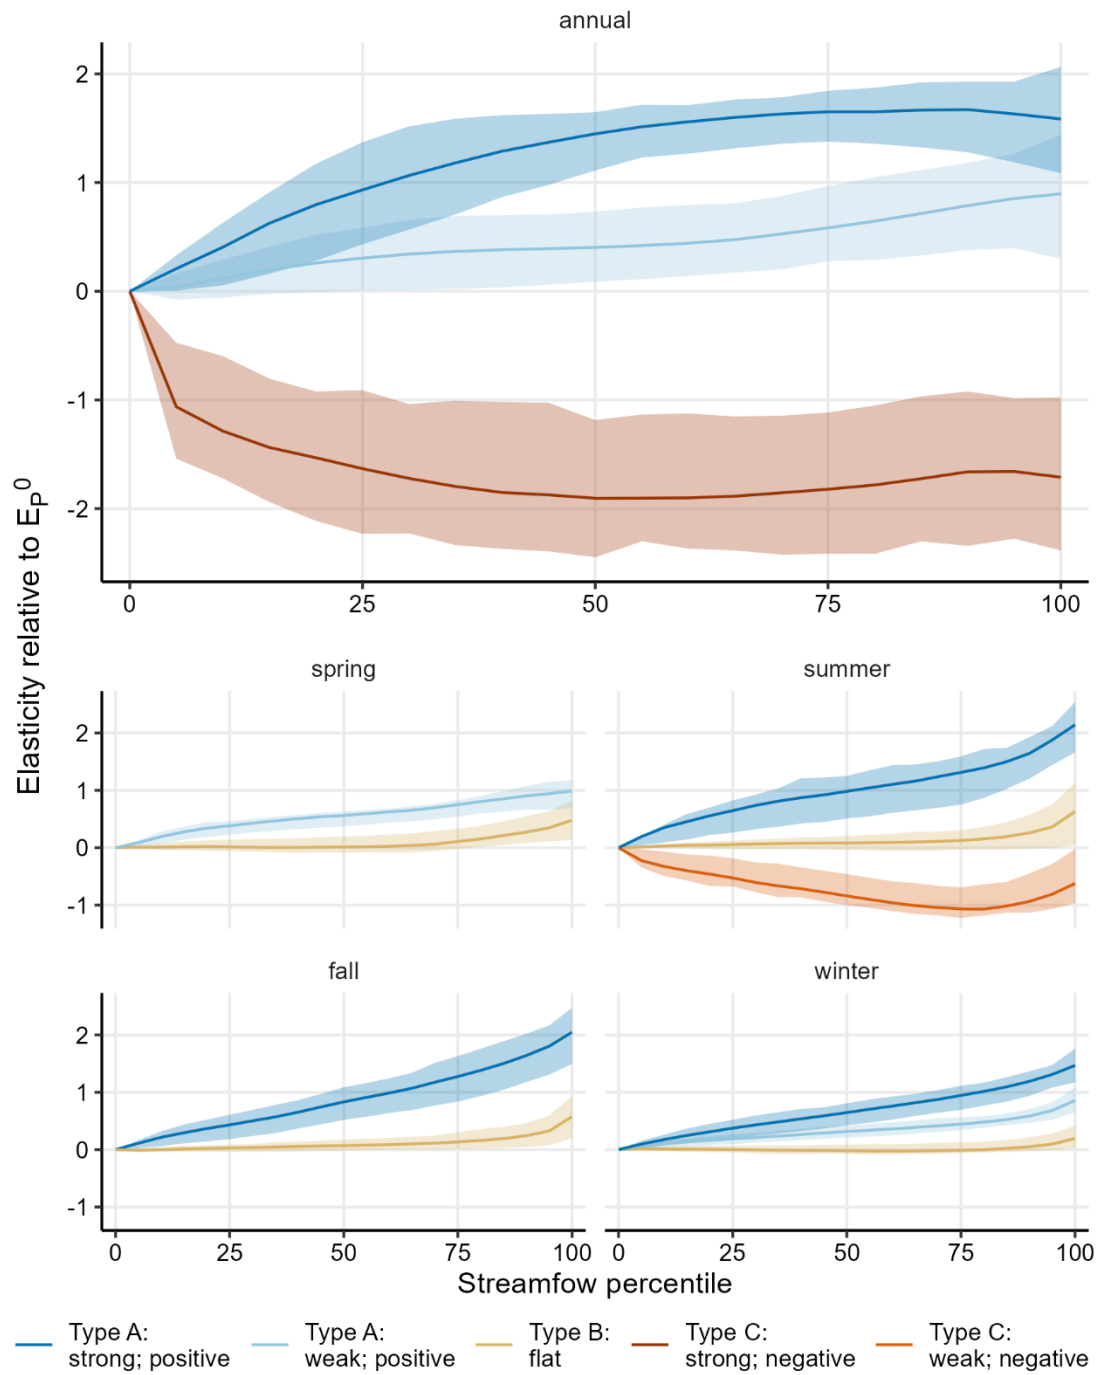 annual
2
1
0
-1
-2
0 25 50 75 100
Elasticity relative to E_P^0
spring
summer
2
1
0
-1
fall
winter
2
1
0
-1
0 25 50 75 100
0 25 50 75 100
Streamfow percentile
Type A:
strong; positive
Type A:
weak; positive
Type B:
flat
Type C:
strong; negative
Type C:
weak; negative